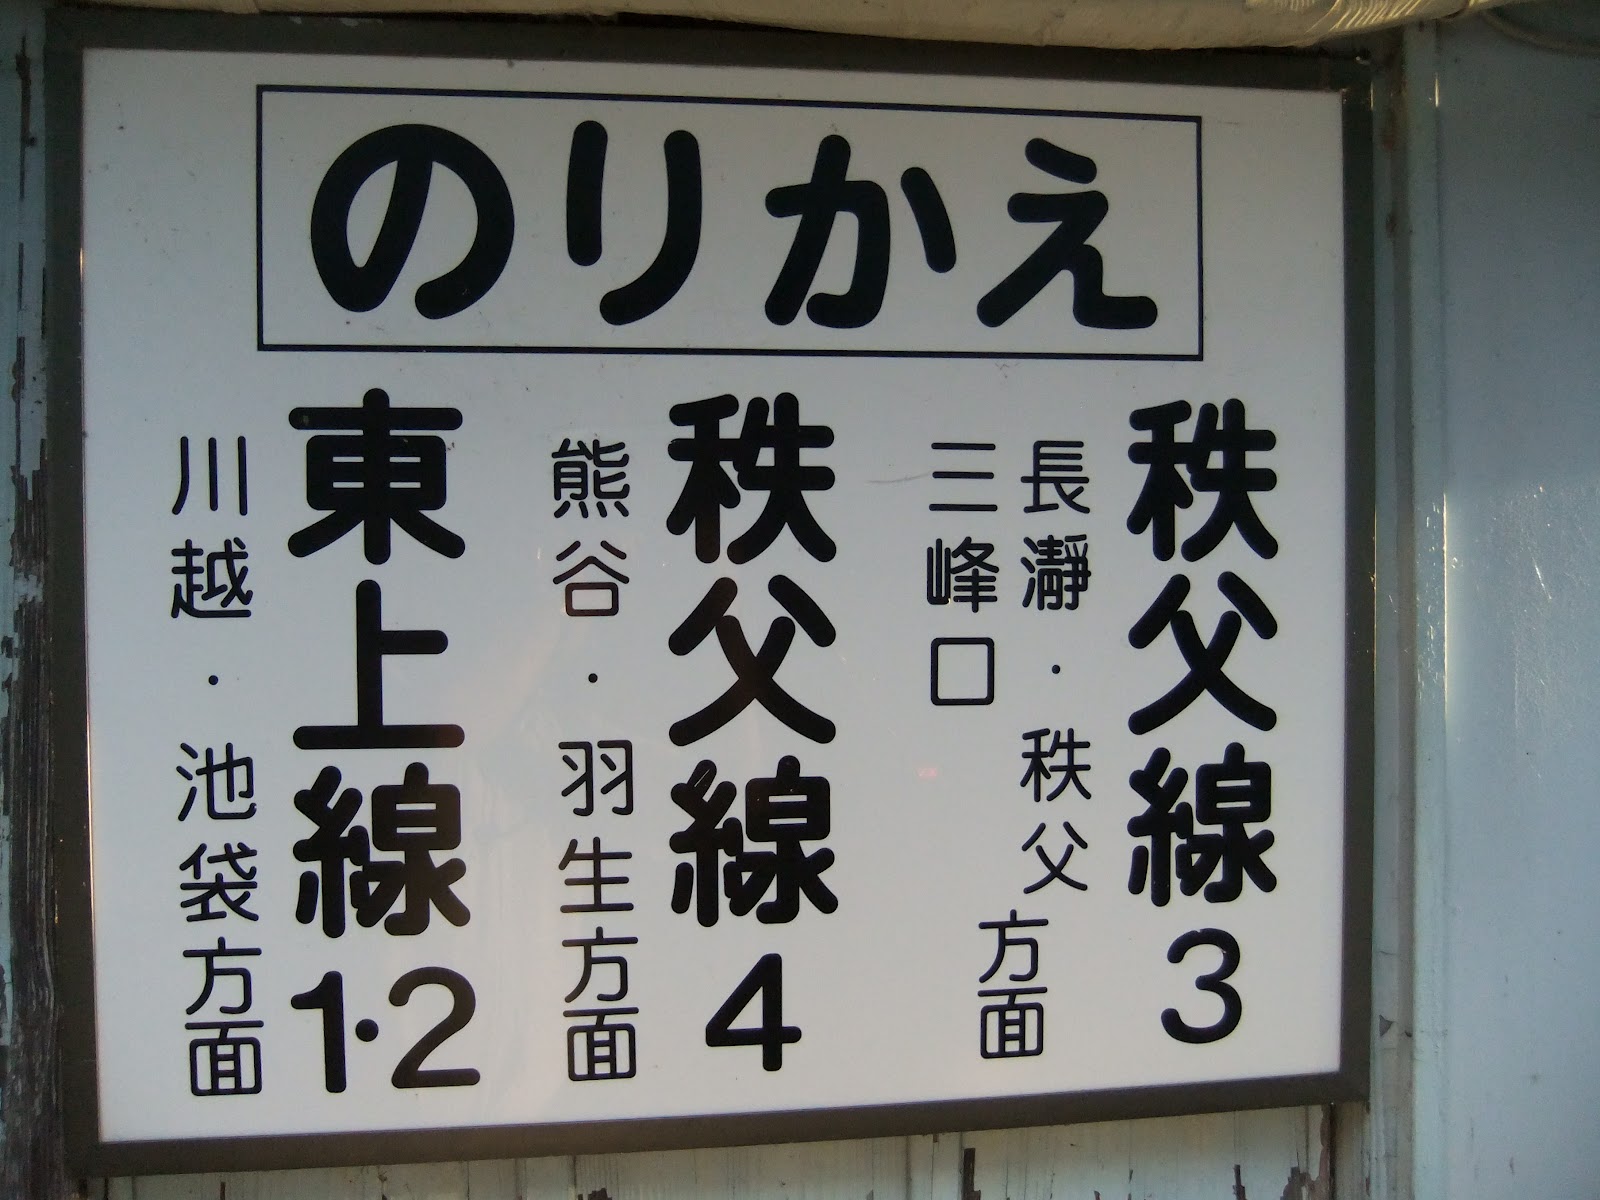 のりかえ
秩父線3
長瀞・秩父
三峰口
方面
秩父線4
熊谷・羽生方面
東上線1・2
川越・池袋方面